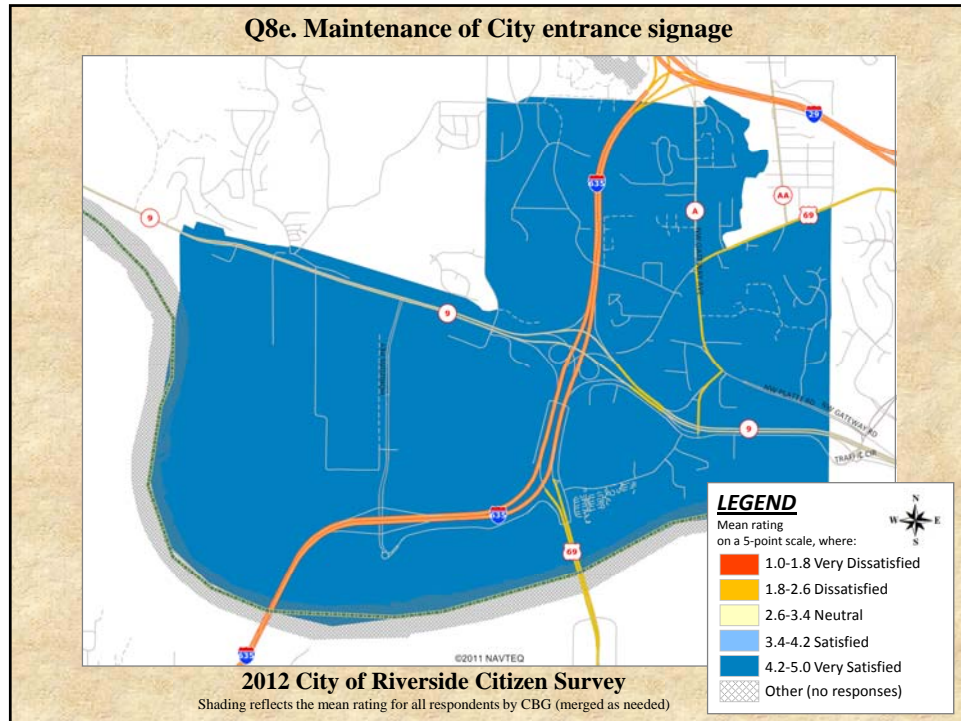 Q8e. Maintenance of City entrance signage
29
635
AA
A
69
9
9
NW PLATTE RD
NW GATEWAY RD
9
TRAFFIC CIR
635
69
635
©2011 NAVTEQ
LEGEND
Mean rating
on a 5-point scale, where:
N
W E
S
1.0-1.8 Very Dissatisfied
1.8-2.6 Dissatisfied
2.6-3.4 Neutral
3.4-4.2 Satisfied
4.2-5.0 Very Satisfied
Other (no responses)
2012 City of Riverside Citizen Survey
Shading reflects the mean rating for all respondents by CBG (merged as needed)